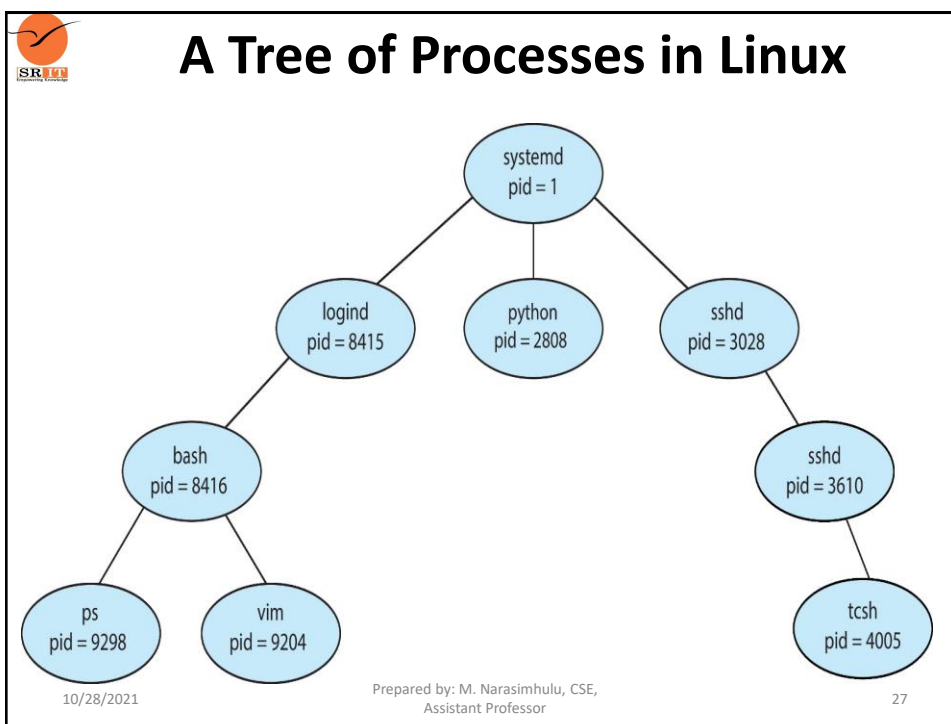 SRIT
Empowering Knowledge
A Tree of Processes in Linux
systemd
pid = 1
logind
pid = 8415
python
pid = 2808
sshd
pid = 3028
bash
pid = 8416
sshd
pid = 3610
ps
pid = 9298
vim
pid = 9204
tcsh
pid = 4005
10/28/2021
Prepared by: M. Narasimhulu, CSE,
Assistant Professor
27